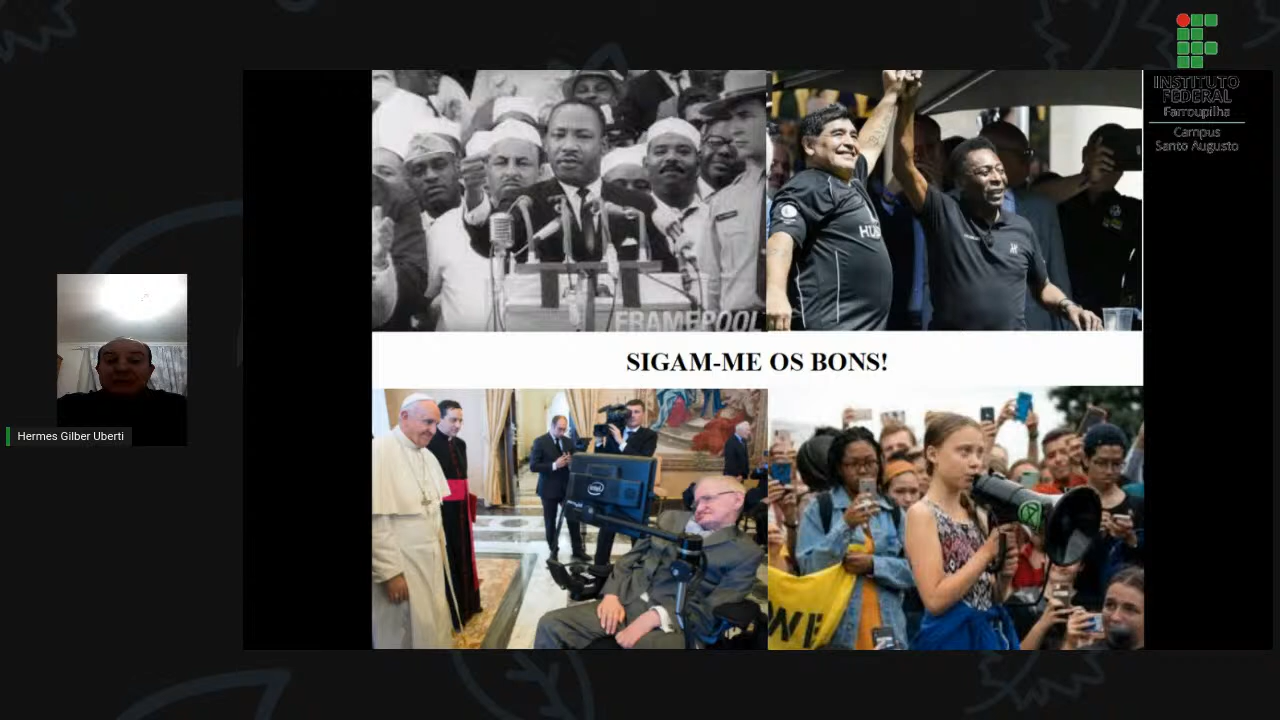 INSTITUTO
FEDERAL
Farroupilha
Campus
Santo Augusto
FRAMEPOOL
HUB
SIGAM-ME OS BONS!
intel
WE
Hermes Gilber Uberti